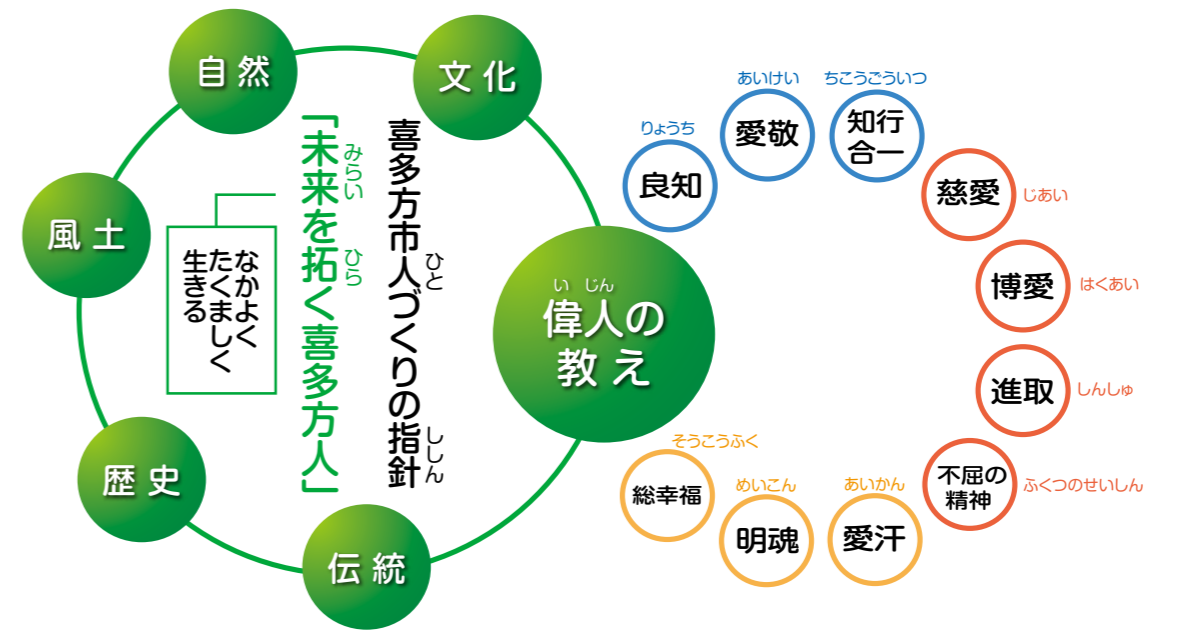 自然
文化
風土
歴史
伝統
喜多方市人づくりの指針
ひと
ししん
「未来を拓く喜多方人」
みらい
ひら
なかよく
たくましく
生きる
いじん
偉人の
教え
りょうち
良知
あいけい
愛敬
ちこうごういつ
知行
合一
慈愛
じあい
博愛
はくあい
進取
しんしゅ
不屈の
精神
ふくつのせいしん
あいかん
愛汗
めいこん
明魂
そうこうふく
総幸福